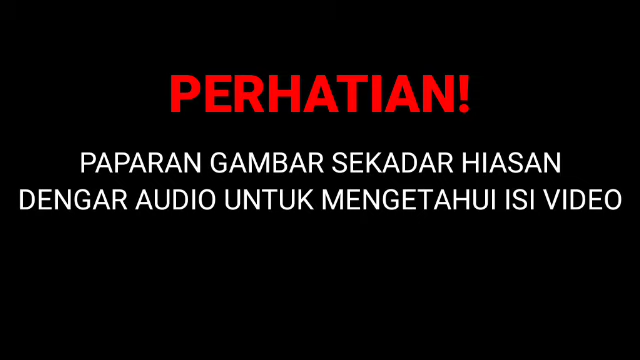 PERHATIAN!
PAPARAN GAMBAR SEKADAR HIASAN
DENGAR AUDIO UNTUK MENGETAHUI ISI VIDEO